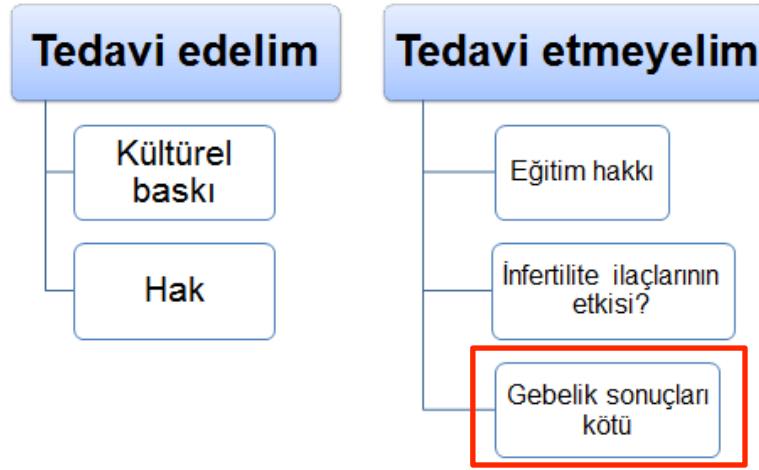 Tedavi edelim
Kültürel
baskı
Hak
Tedavi etmeyelim
Eğitim hakkı
İnfertilite ilaçlarının
etkisi?
Gebelik sonuçları
kötü